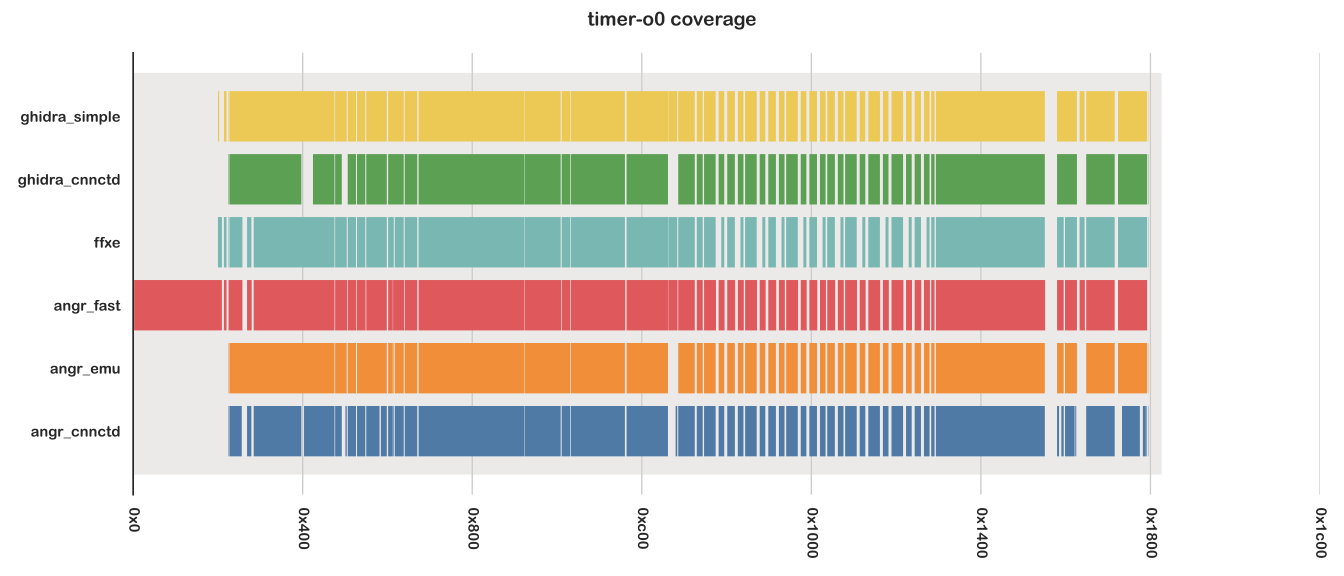 timer-o0 coverage
ghidra_simple
ghidra_cnnctd
ffxe
angr_fast
angr_emu
angr_cnnctd
0x0
0x400
0x800
0xc00
0x1000
0x1400
0x1800
0x1c00